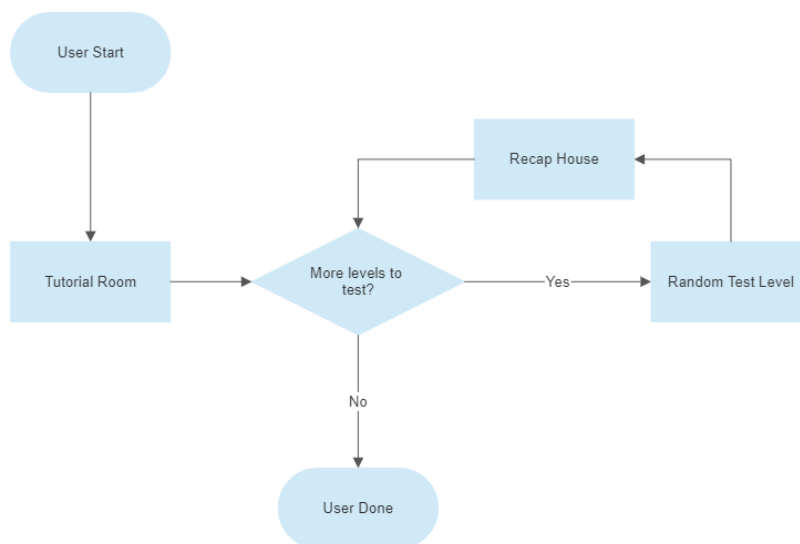 User Start
Recap House
Tutorial Room
More levels to
test?
Yes
Random Test Level
No
User Done